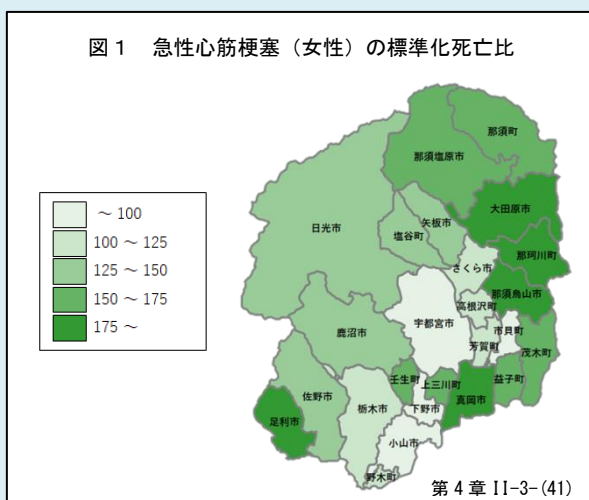 図1 急性心筋梗塞(女性)の標準化死亡比
~ 100
100 ~ 125
125 ~ 150
150 ~ 175
175 ~
那須町
那須塩原市
大田原市
日光市
矢板市
塩谷町
那珂川町
さくら市
那須烏山市
高根沢町
宇都宮市
市貝町
鹿沼市
芳賀町
茂木町
壬生町
上三川町
益子町
佐野市
栃木市
下野市
真岡市
足利市
小山市
野木町
第4章II-3-(41)